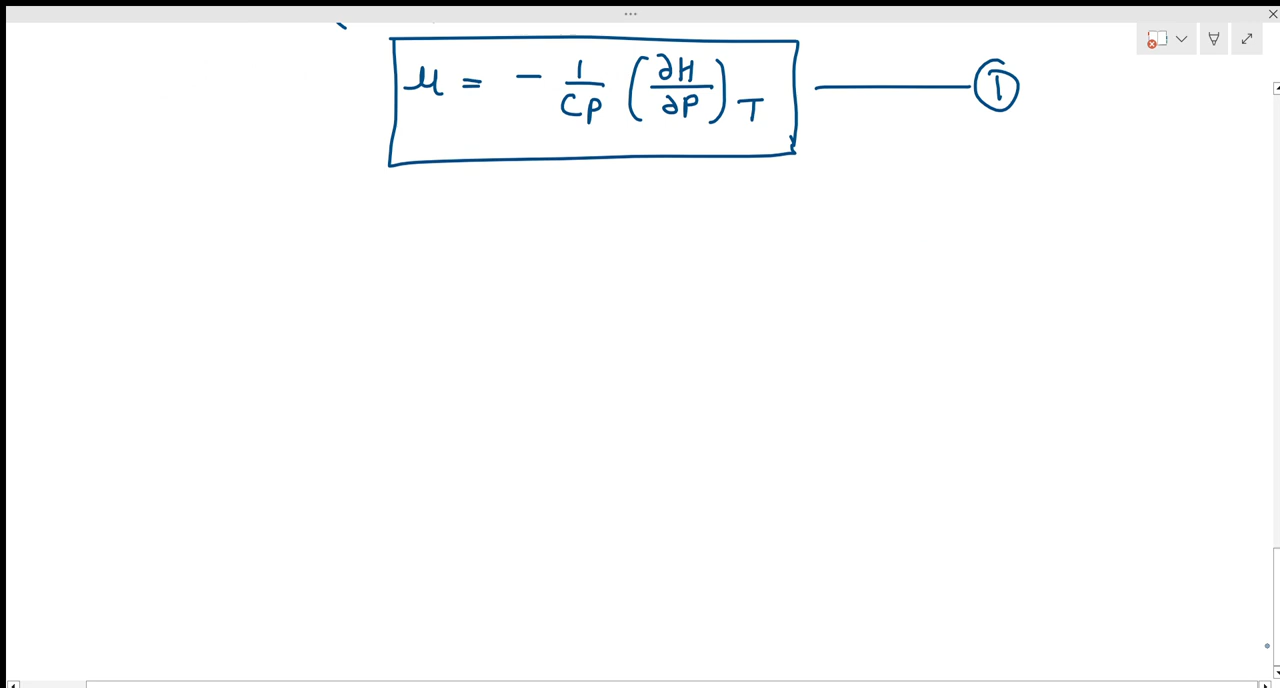 μ = - 1/CP (∂H/∂P)T ——— ①